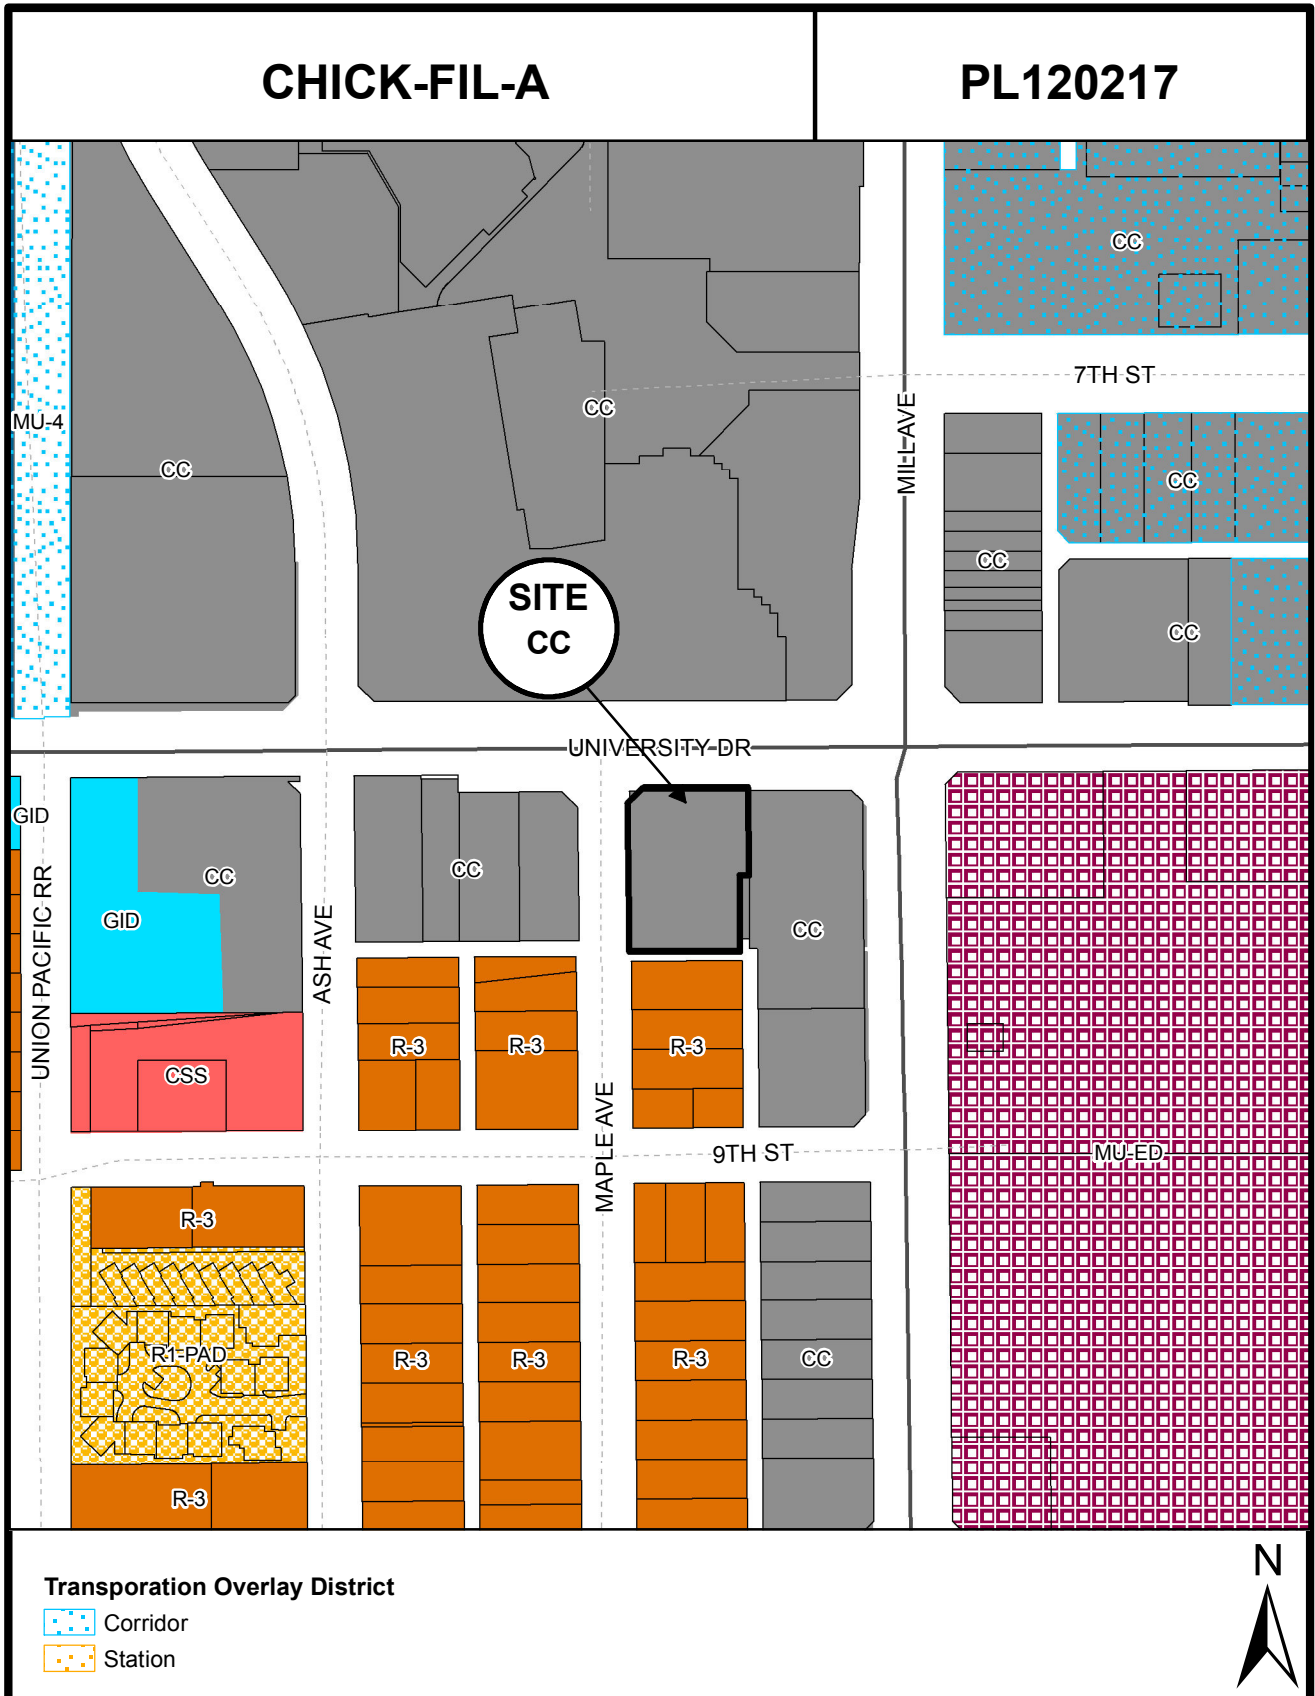 CHICK-FIL-A
PL120217
CC
7TH ST
MU-4
CC
CC
MILL AVE
CC
CC
CC
SITE
CC
UNIVERSITY DR
GID
UNION PACIFIC RR
CC
GID
ASH AVE
CC
CC
CSS
R-3
R-3
R-3
MAPLE AVE
9TH ST
MU-ED
R-3
R1-PAD
R-3
R-3
R-3
CC
R-3
N
Transporation Overlay District
Corridor
Station